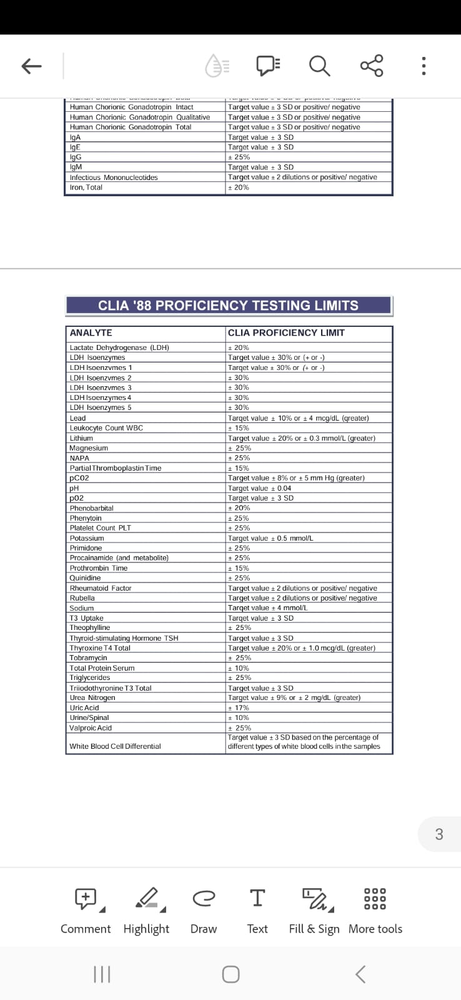 Human Chorionic Gonadotropin Intact Target value ± 3 SD or positive/ negative
Human Chorionic Gonadotropin Qualitative Target value ± 3 SD or positive/ negative
Human Chorionic Gonadotropin Total Target value ± 3 SD or positive/ negative
IgA Target value ± 3 SD
IgE Target value ± 3 SD
IgG ± 25%
IgM Target value ± 3 SD
Infectious Mononucleotides Target value ± 2 dilutions or positive/ negative
Iron, Total ± 20%
CLIA '88 PROFICIENCY TESTING LIMITS
ANALYTE CLIA PROFICIENCY LIMIT
Lactate Dehydrogenase (LDH) ± 20%
LDH Isoenzymes Target value ± 30% or (+ or -)
LDH Isoenzymes 1 Target value ± 30% or (+ or -)
LDH Isoenzymes 2 ± 30%
LDH Isoenzymes 3 ± 30%
LDH Isoenzymes 4 ± 30%
LDH Isoenzymes 5 ± 30%
Lead Target value ± 10% or ± 4 mcg/dL (greater)
Leukocyte Count WBC ± 15%
Lithium Target value ± 20% or ± 0.3 mmol/L (greater)
Magnesium ± 25%
NAPA ± 25%
Partial Thromboplastin Time ± 15%
pC02 Target value ± 8% or ± 5 mm Hg (greater)
pH Target value ± 0.04
p02 Target value ± 3 SD
Phenobarbital ± 20%
Phenytoin ± 25%
Platelet Count PLT ± 25%
Potassium Target value ± 0.5 mmol/L
Primidone ± 25%
Procainamide (and metabolite) ± 25%
Prothrombin Time ± 15%
Quinidine ± 25%
Rheumatoid Factor Target value ± 2 dilutions or positive/ negative
Rubella Target value ± 2 dilutions or positive/ negative
Sodium Target value ± 4 mmol/L
T3 Uptake Target value ± 3 SD
Theophylline ± 25%
Thyroid-stimulating Hormone TSH Target value ± 3 SD
Thyroxine T4 Total Target value ± 20% or ± 1.0 mcg/dL (greater)
Tobramycin ± 25%
Total Protein Serum ± 10%
Triglycerides ± 25%
Triiodothyronine T3 Total Target value ± 3 SD
Urea Nitrogen Target value ± 9% or ± 2 mg/dL (greater)
Uric Acid ± 17%
Urine/Spinal ± 10%
Valproic Acid ± 25%
Target value ± 3 SD based on the percentage of
White Blood Cell Differential different types of white blood cells in the samples
3
Comment Highlight Draw Text Fill & Sign More tools